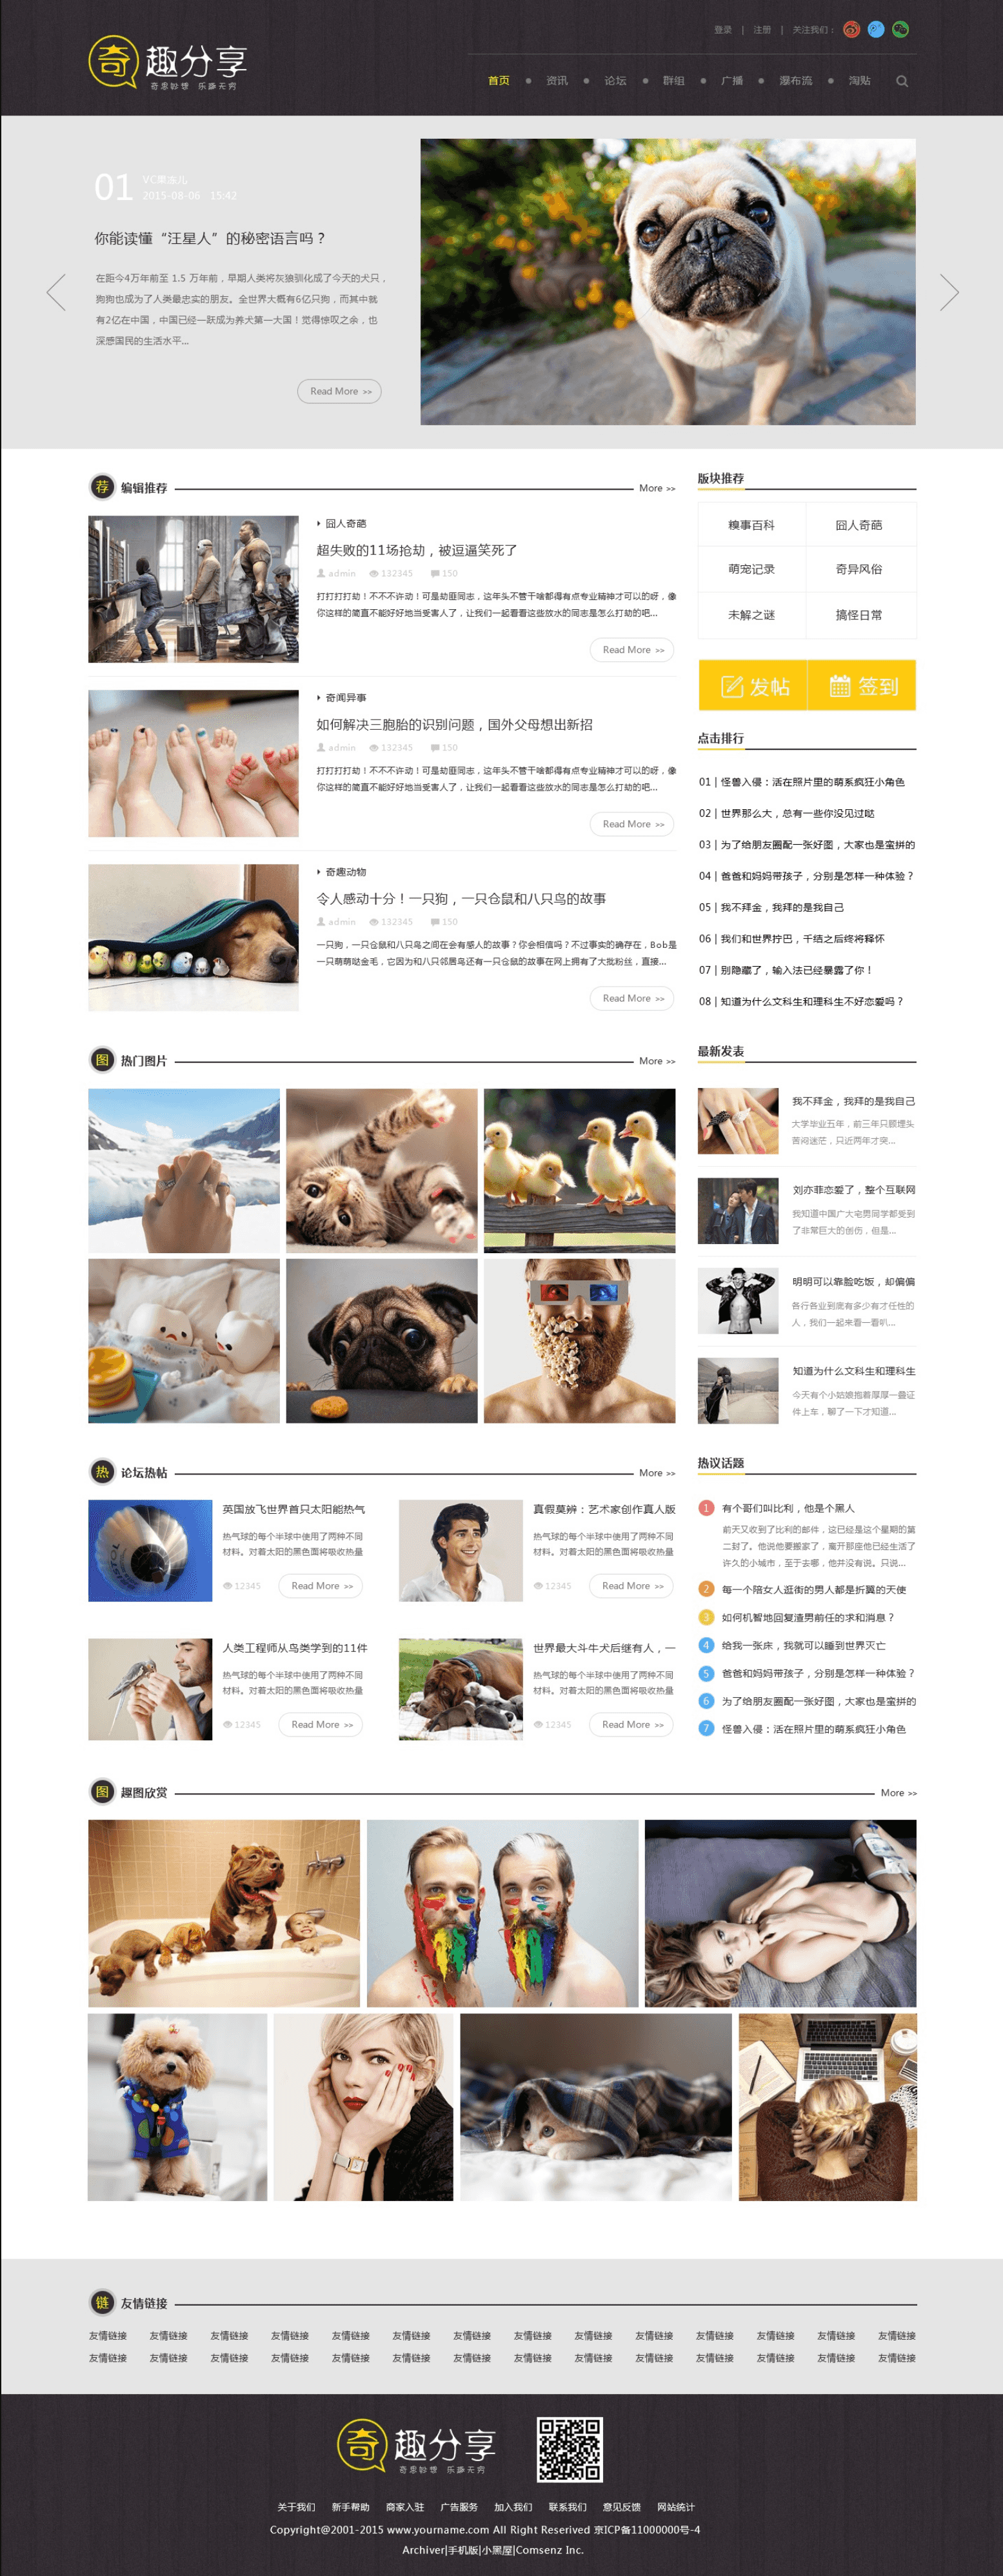 登录 | 注册 | 关注我们：
奇趣分享
奇思妙想 乐趣无穷
首页 资讯 论坛 群组 广播 瀑布流 淘贴
01
VC果冻儿
2015-08-06 15:42
你能读懂“汪星人”的秘密语言吗？
在距今4万年前至 1.5 万年前，早期人类将灰狼驯化成了今天的犬只，
狗狗也成为了人类最忠实的朋友。全世界大概有6亿只狗，而其中就
有2亿在中国，中国已经一跃成为养犬第一大国！觉得惊叹之余，也
深感国民的生活水平...
Read More >>
荐 编辑推荐 More >>
囧人奇葩
超失败的11场抢劫，被逗逼笑死了
admin 132345 150
打打打打劫！不不不许动！可是劫匪同志，这年头不管干啥都得有点专业精神才可以的呀，像
你这样的简直不能好好地当受害人了，让我们一起看看这些放水的同志是怎么打劫的吧...
Read More >>
奇闻异事
如何解决三胞胎的识别问题，国外父母想出新招
admin 132345 150
打打打打劫！不不不许动！可是劫匪同志，这年头不管干啥都得有点专业精神才可以的呀，像
你这样的简直不能好好地当受害人了，让我们一起看看这些放水的同志是怎么打劫的吧...
Read More >>
奇趣动物
令人感动十分！一只狗，一只仓鼠和八只鸟的故事
admin 132345 150
一只狗，一只仓鼠和八只鸟之间在会有感人的故事？你会相信吗？不过事实的确存在，Bob是
一只萌萌哒金毛，它因为和八只邻居鸟还有一只仓鼠的故事在网上拥有了大批粉丝，直接...
Read More >>
版块推荐
糗事百科 囧人奇葩
萌宠记录 奇异风俗
未解之谜 搞怪日常
发帖 签到
点击排行
01 | 怪兽入侵：活在照片里的萌系疯狂小角色
02 | 世界那么大，总有一些你没见过哒
03 | 为了给朋友圈配一张好图，大家也是蛮拼的
04 | 爸爸和妈妈带孩子，分别是怎样一种体验？
05 | 我不拜金，我拜的是我自己
06 | 我们和世界拧巴，千结之后终将释怀
07 | 别隐藏了，输入法已经暴露了你！
08 | 知道为什么文科生和理科生不好恋爱吗？
图 热门图片 More >>
最新发表
我不拜金，我拜的是我自己
大学毕业五年，前三年只顾埋头
苦闷迷茫，只近两年才突...
刘亦菲恋爱了，整个互联网
我知道中国广大宅男同学都受到
了非常巨大的创伤，但是...
明明可以靠脸吃饭，却偏偏
各行各业到底有多少有才任性的
人，我们一起来看一看叭...
知道为什么文科生和理科生
今天有个小姑娘抱着厚厚一叠证
件上车，聊了一下才知道...
热 论坛热帖 More >>
英国放飞世界首只太阳能热气
热气球的每个半球中使用了两种不同
材料。对着太阳的黑色面将吸收热量
12345 Read More >>
真假莫辨：艺术家创作真人版
热气球的每个半球中使用了两种不同
材料。对着太阳的黑色面将吸收热量
12345 Read More >>
人类工程师从鸟类学到的11件
热气球的每个半球中使用了两种不同
材料。对着太阳的黑色面将吸收热量
12345 Read More >>
世界最大斗牛犬后继有人，一
热气球的每个半球中使用了两种不同
材料。对着太阳的黑色面将吸收热量
12345 Read More >>
热议话题
1 有个哥们叫比利，他是个黑人
前天又收到了比利的邮件，这已经是这个星期的第
二封了。他说他要搬家了，离开那座他已经生活了
许久的小城市，至于去哪，他并没有说。只说...
2 每一个陪女人逛街的男人都是折翼的天使
3 如何机智地回复渣男前任的求和消息？
4 给我一张床，我就可以睡到世界灭亡
5 爸爸和妈妈带孩子，分别是怎样一种体验？
6 为了给朋友圈配一张好图，大家也是蛮拼的
7 怪兽入侵：活在照片里的萌系疯狂小角色
图 趣图欣赏 More >>
链 友情链接
友情链接 友情链接 友情链接 友情链接 友情链接 友情链接 友情链接 友情链接 友情链接 友情链接 友情链接 友情链接 友情链接 友情链接
友情链接 友情链接 友情链接 友情链接 友情链接 友情链接 友情链接 友情链接 友情链接 友情链接 友情链接 友情链接 友情链接 友情链接
奇趣分享
奇思妙想 乐趣无穷
关于我们 新手帮助 商家入驻 广告服务 加入我们 联系我们 意见反馈 网站统计
Copyright@2001-2015 www.yourname.com All Right Reserived 京ICP备11000000号-4
Archiver|手机版|小黑屋|Comsenz Inc.